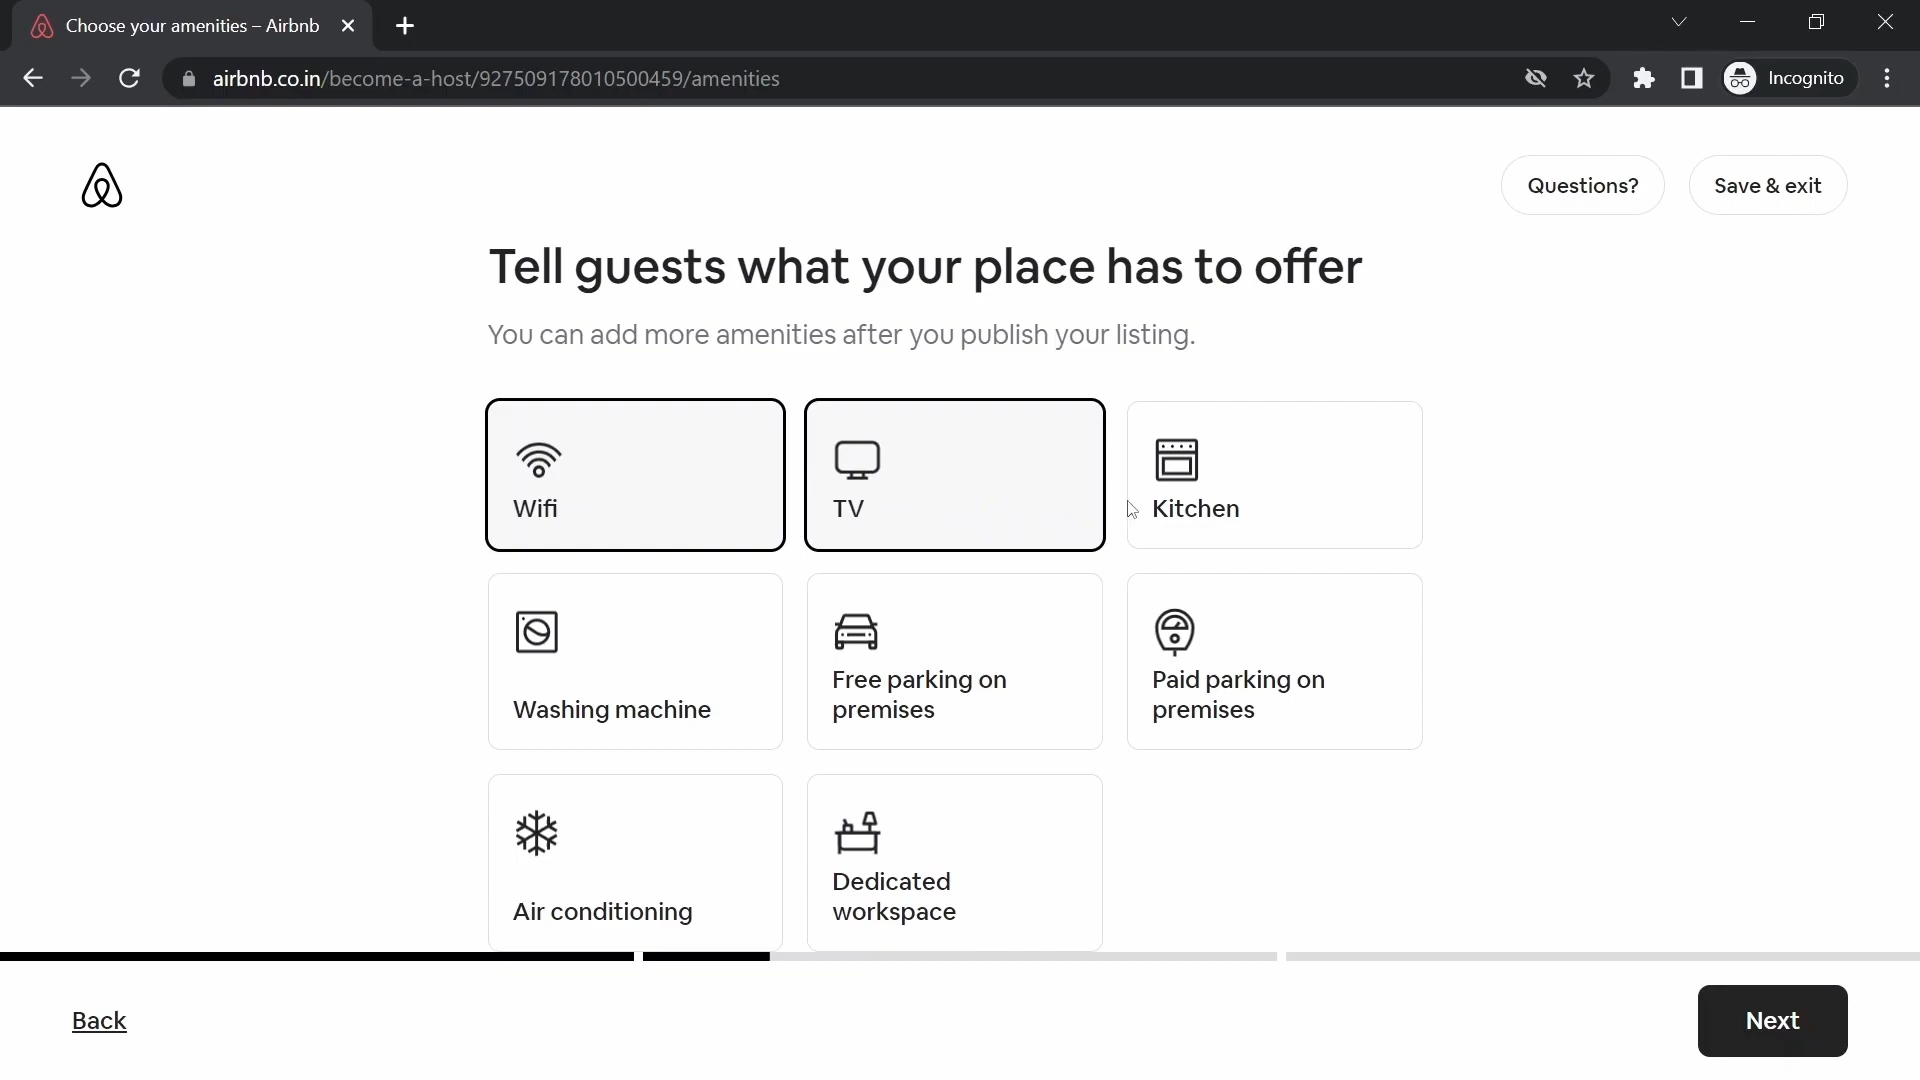 Choose your amenities – Airbnb
airbnb.co.in/become-a-host/927509178010500459/amenities
Incognito
Questions?
Save & exit
Tell guests what your place has to offer
You can add more amenities after you publish your listing.
Wifi
TV
Kitchen
Washing machine
Free parking on
premises
Paid parking on
premises
Air conditioning
Dedicated
workspace
Back
Next